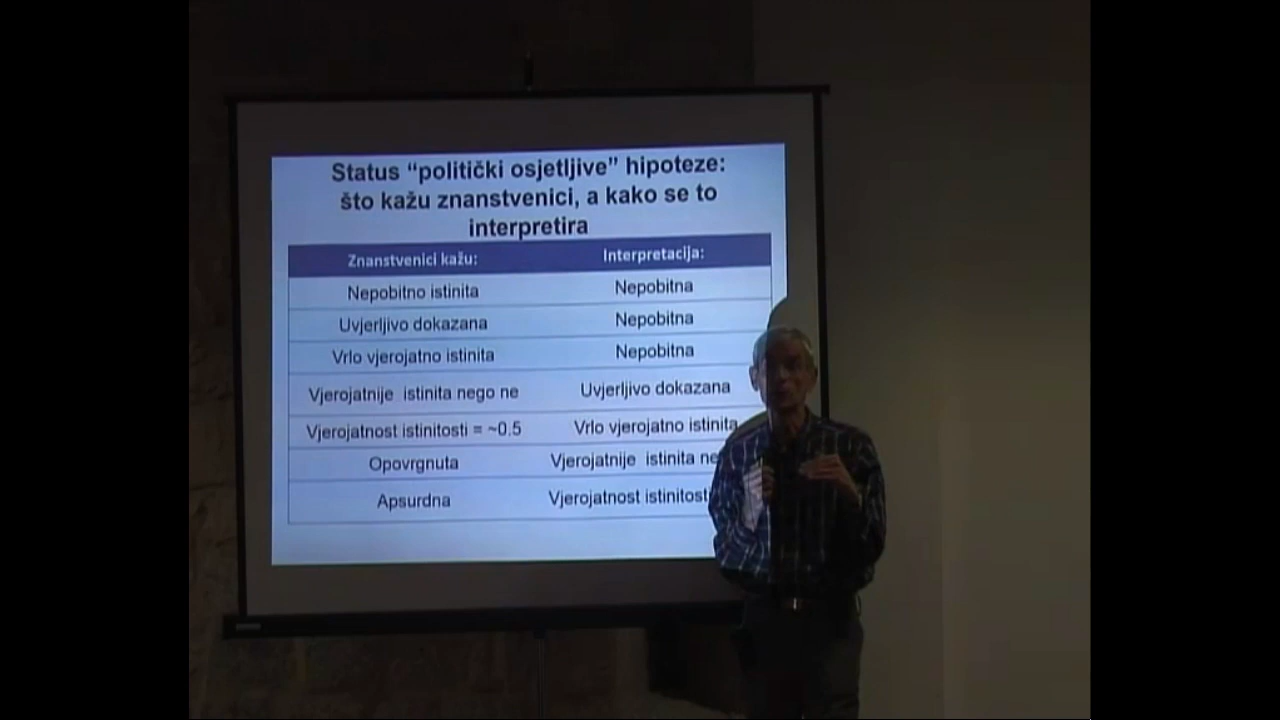 Status “politički osjetljive” hipoteze:
što kažu znanstvenici, a kako se to
interpretira
Znanstvenici kažu: Interpretacija:
Nepobitno istinita Nepobitna
Uvjerljivo dokazana Nepobitna
Vrlo vjerojatno istinita Nepobitna
Vjerojatnije istinita nego ne Uvjerljivo dokazana
Vjerojatnost istinitosti = ~0.5 Vrlo vjerojatno istinita
Opovrgnuta Vjerojatnije istinita
Apsurdna Vjerojatnost